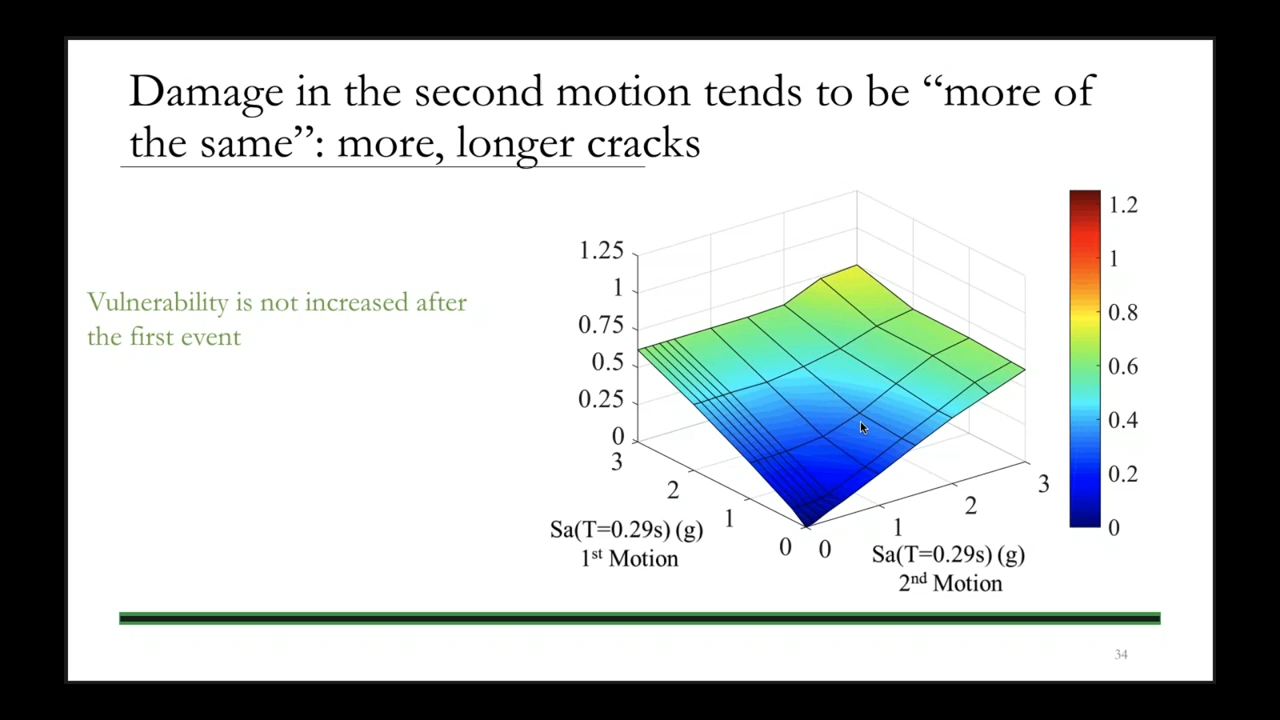 Damage in the second motion tends to be “more of
the same”: more, longer cracks
Vulnerability is not increased after
the first event
1.25
1
0.75
0.5
0.25
0
3
2
1
0
Sa(T=0.29s) (g)
1st Motion
0
1
2
3
Sa(T=0.29s) (g)
2nd Motion
1.2
1
0.8
0.6
0.4
0.2
0
34